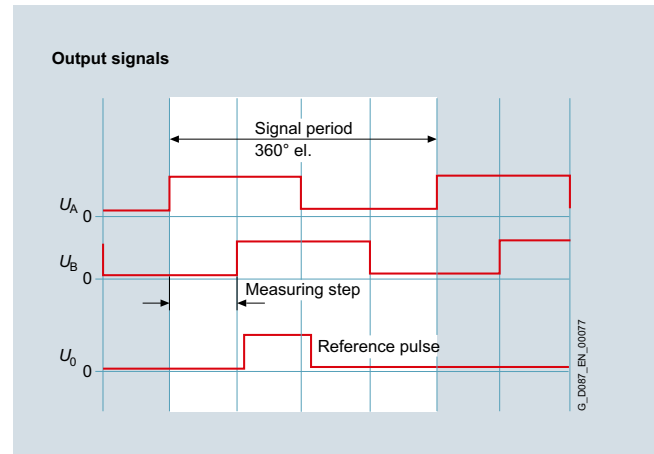 Output signals
Signal period
360° el.
UA 0
UB 0
Measuring step
U0 0
Reference pulse
G_D087_EN_00077